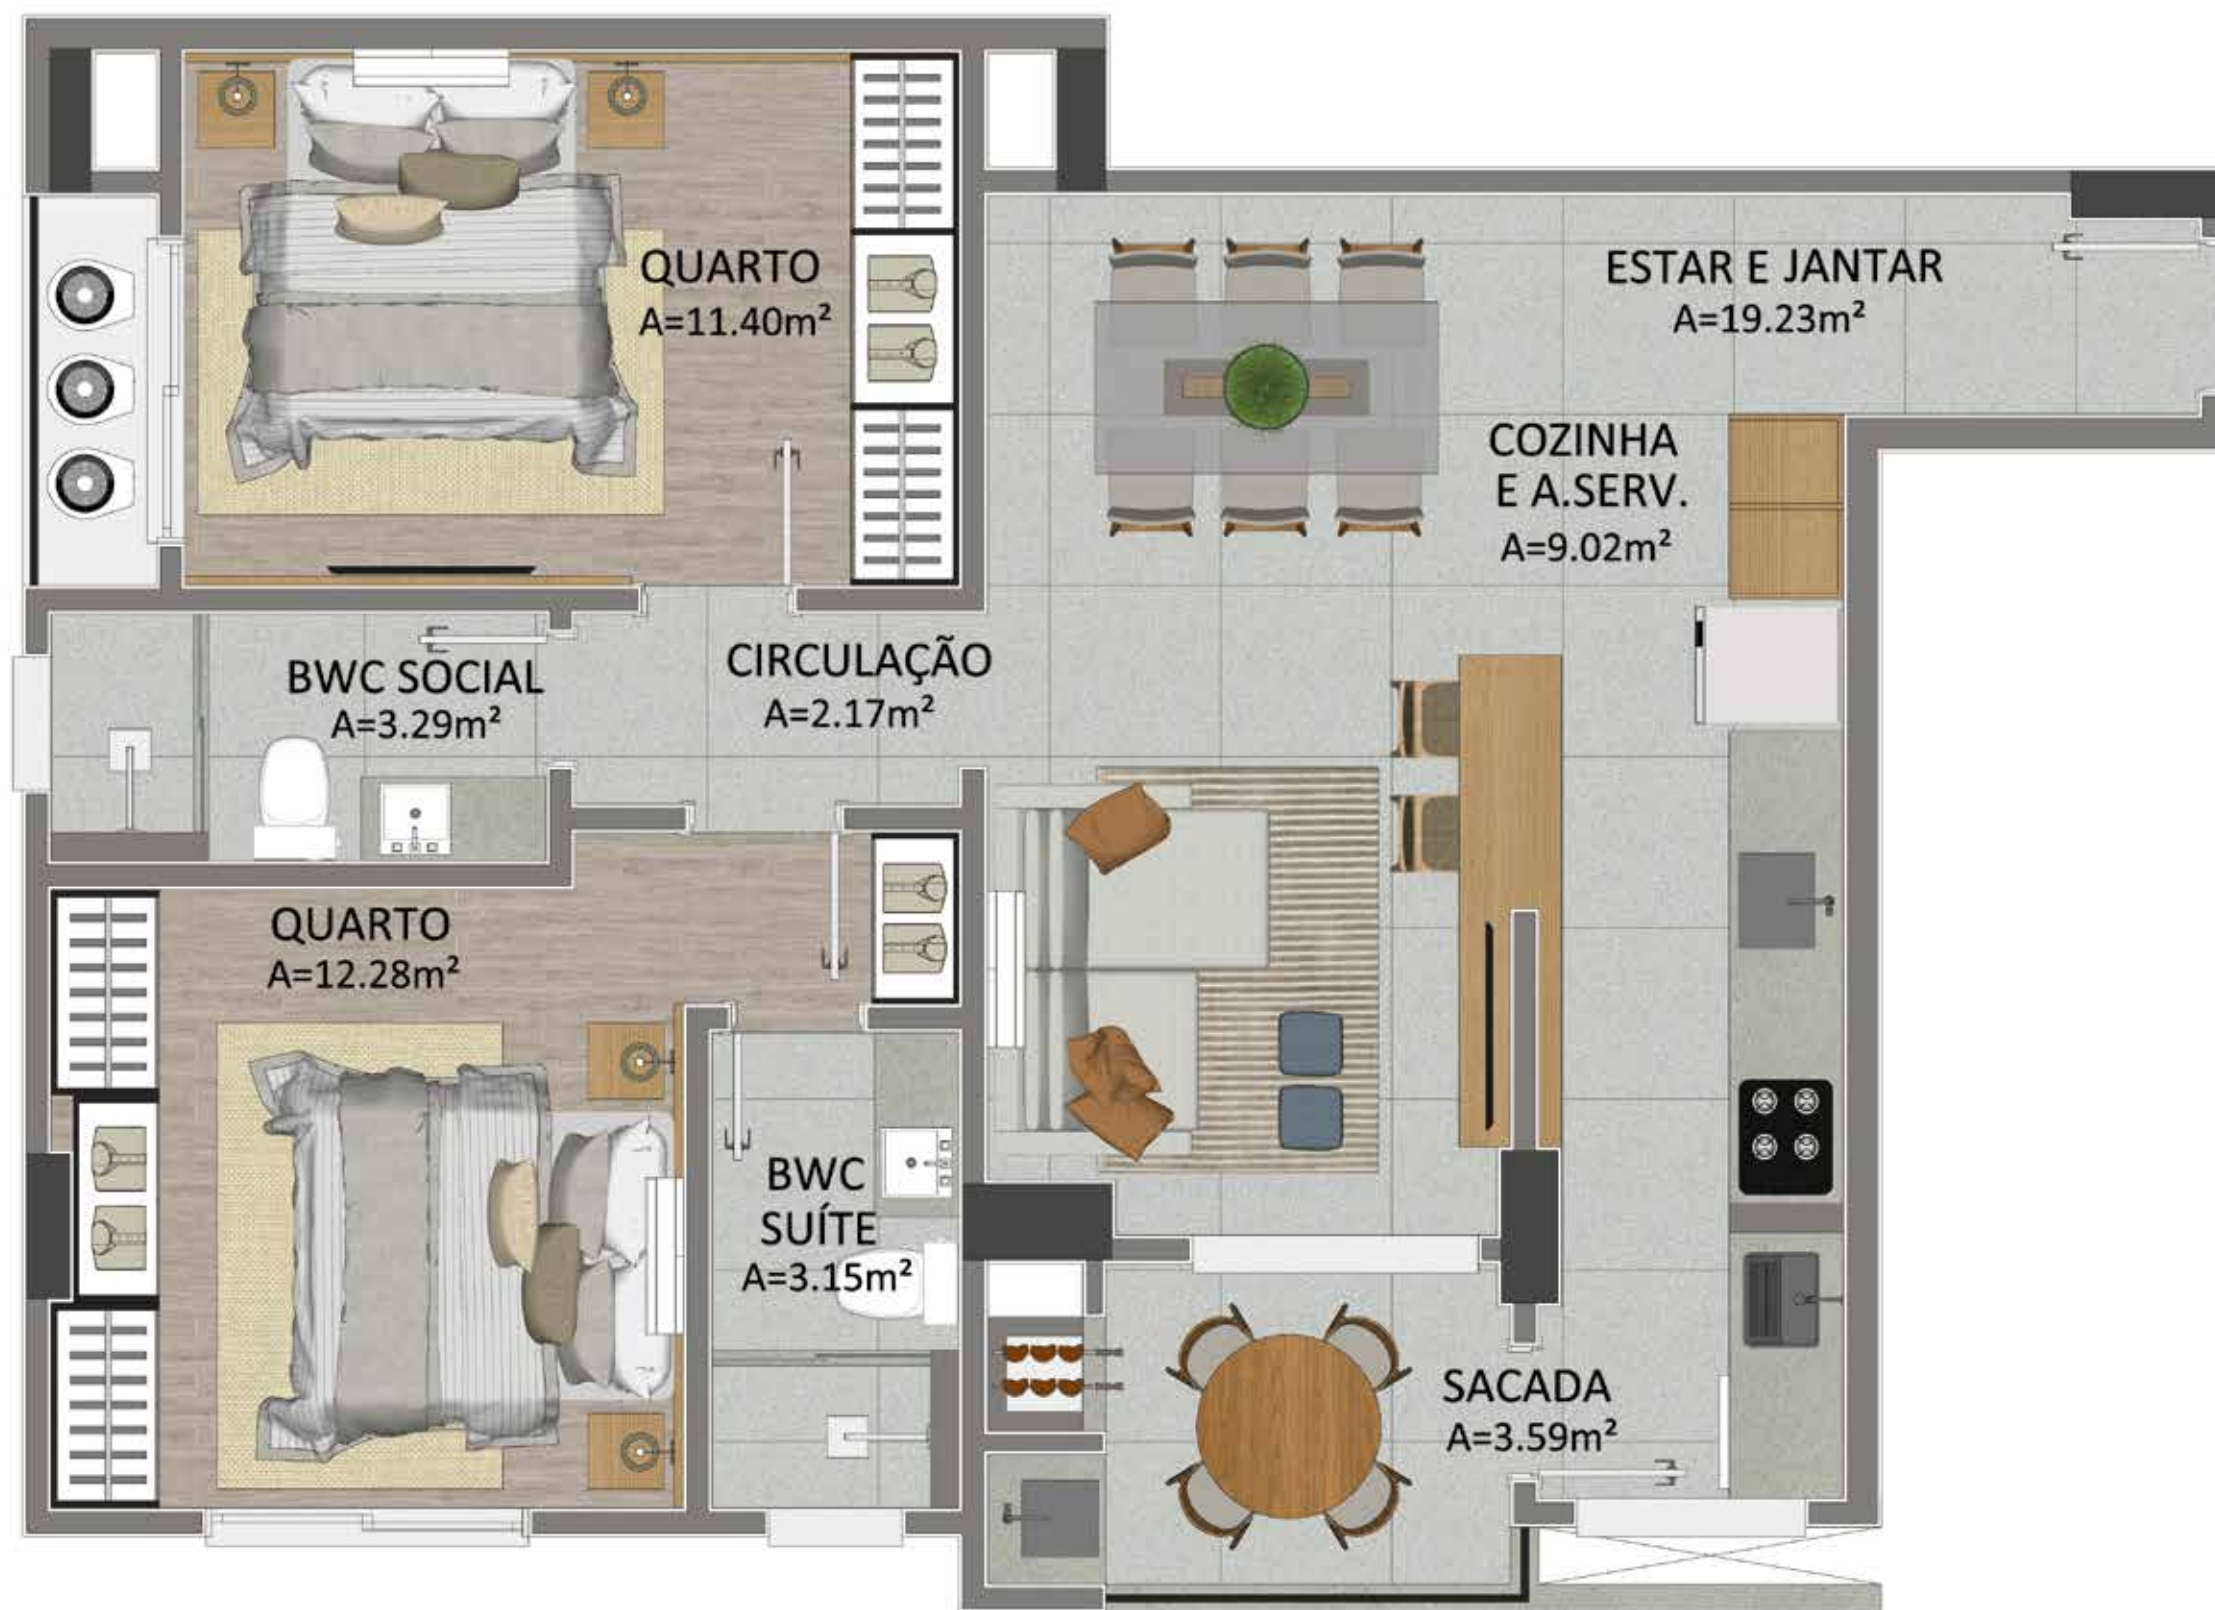 QUARTO
A=11.40m²
ESTAR E JANTAR
A=19.23m²
COZINHA
E A.SERV.
A=9.02m²
BWC SOCIAL
A=3.29m²
CIRCULAÇÃO
A=2.17m²
QUARTO
A=12.28m²
BWC
SUÍTE
A=3.15m²
SACADA
A=3.59m²